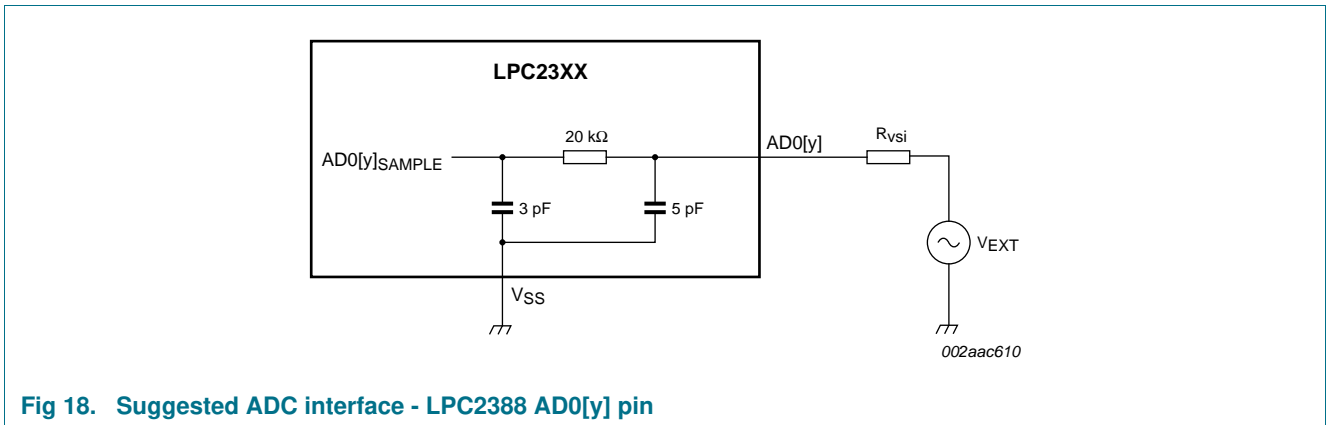 LPC23XX
20 kΩ
AD0[y]
Rvsi
AD0[y]SAMPLE
3 pF
5 pF
VEXT
VSS
002aac610
Fig 18. Suggested ADC interface - LPC2388 AD0[y] pin